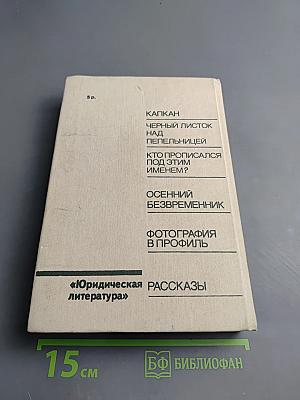 5 р.
КАПКАН
ЧЕРНЫЙ ЛИСТОК
НАД
ПЕПЕЛЬНИЦЕЙ
КТО ПРОПИСАЛСЯ
ПОД ЭТИМ
ИМЕНЕМ?
ОСЕННИЙ
БЕЗВРЕМЕННИК
ФОТОГРАФИЯ
В ПРОФИЛЬ
«Юридическая
литература»
РАССКАЗЫ
15 см
БФ БИБЛИОФАН